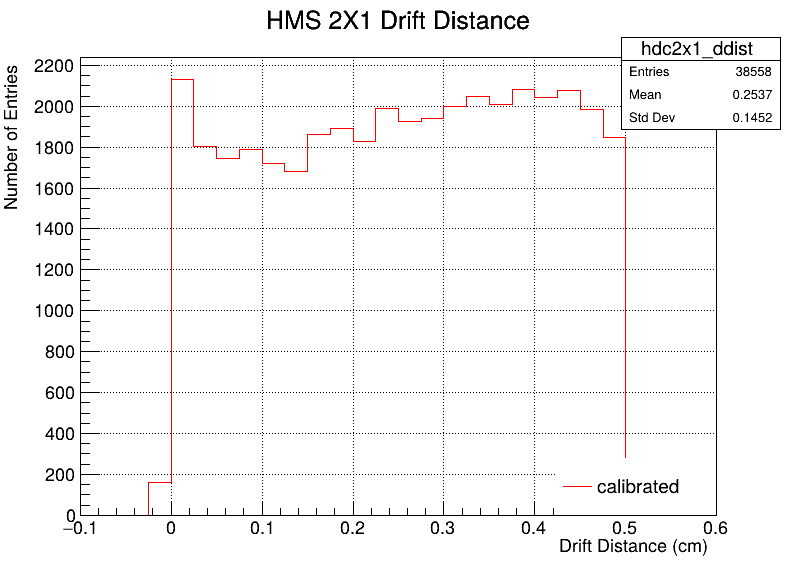 HMS 2X1 Drift Distance
hdc2x1_ddist
Entries 38558
Mean 0.2537
Std Dev 0.1452
Number of Entries
2200
2000
1800
1600
1400
1200
1000
800
600
400
200
0
calibrated
−0.1 0 0.1 0.2 0.3 0.4 0.5 0.6
Drift Distance (cm)